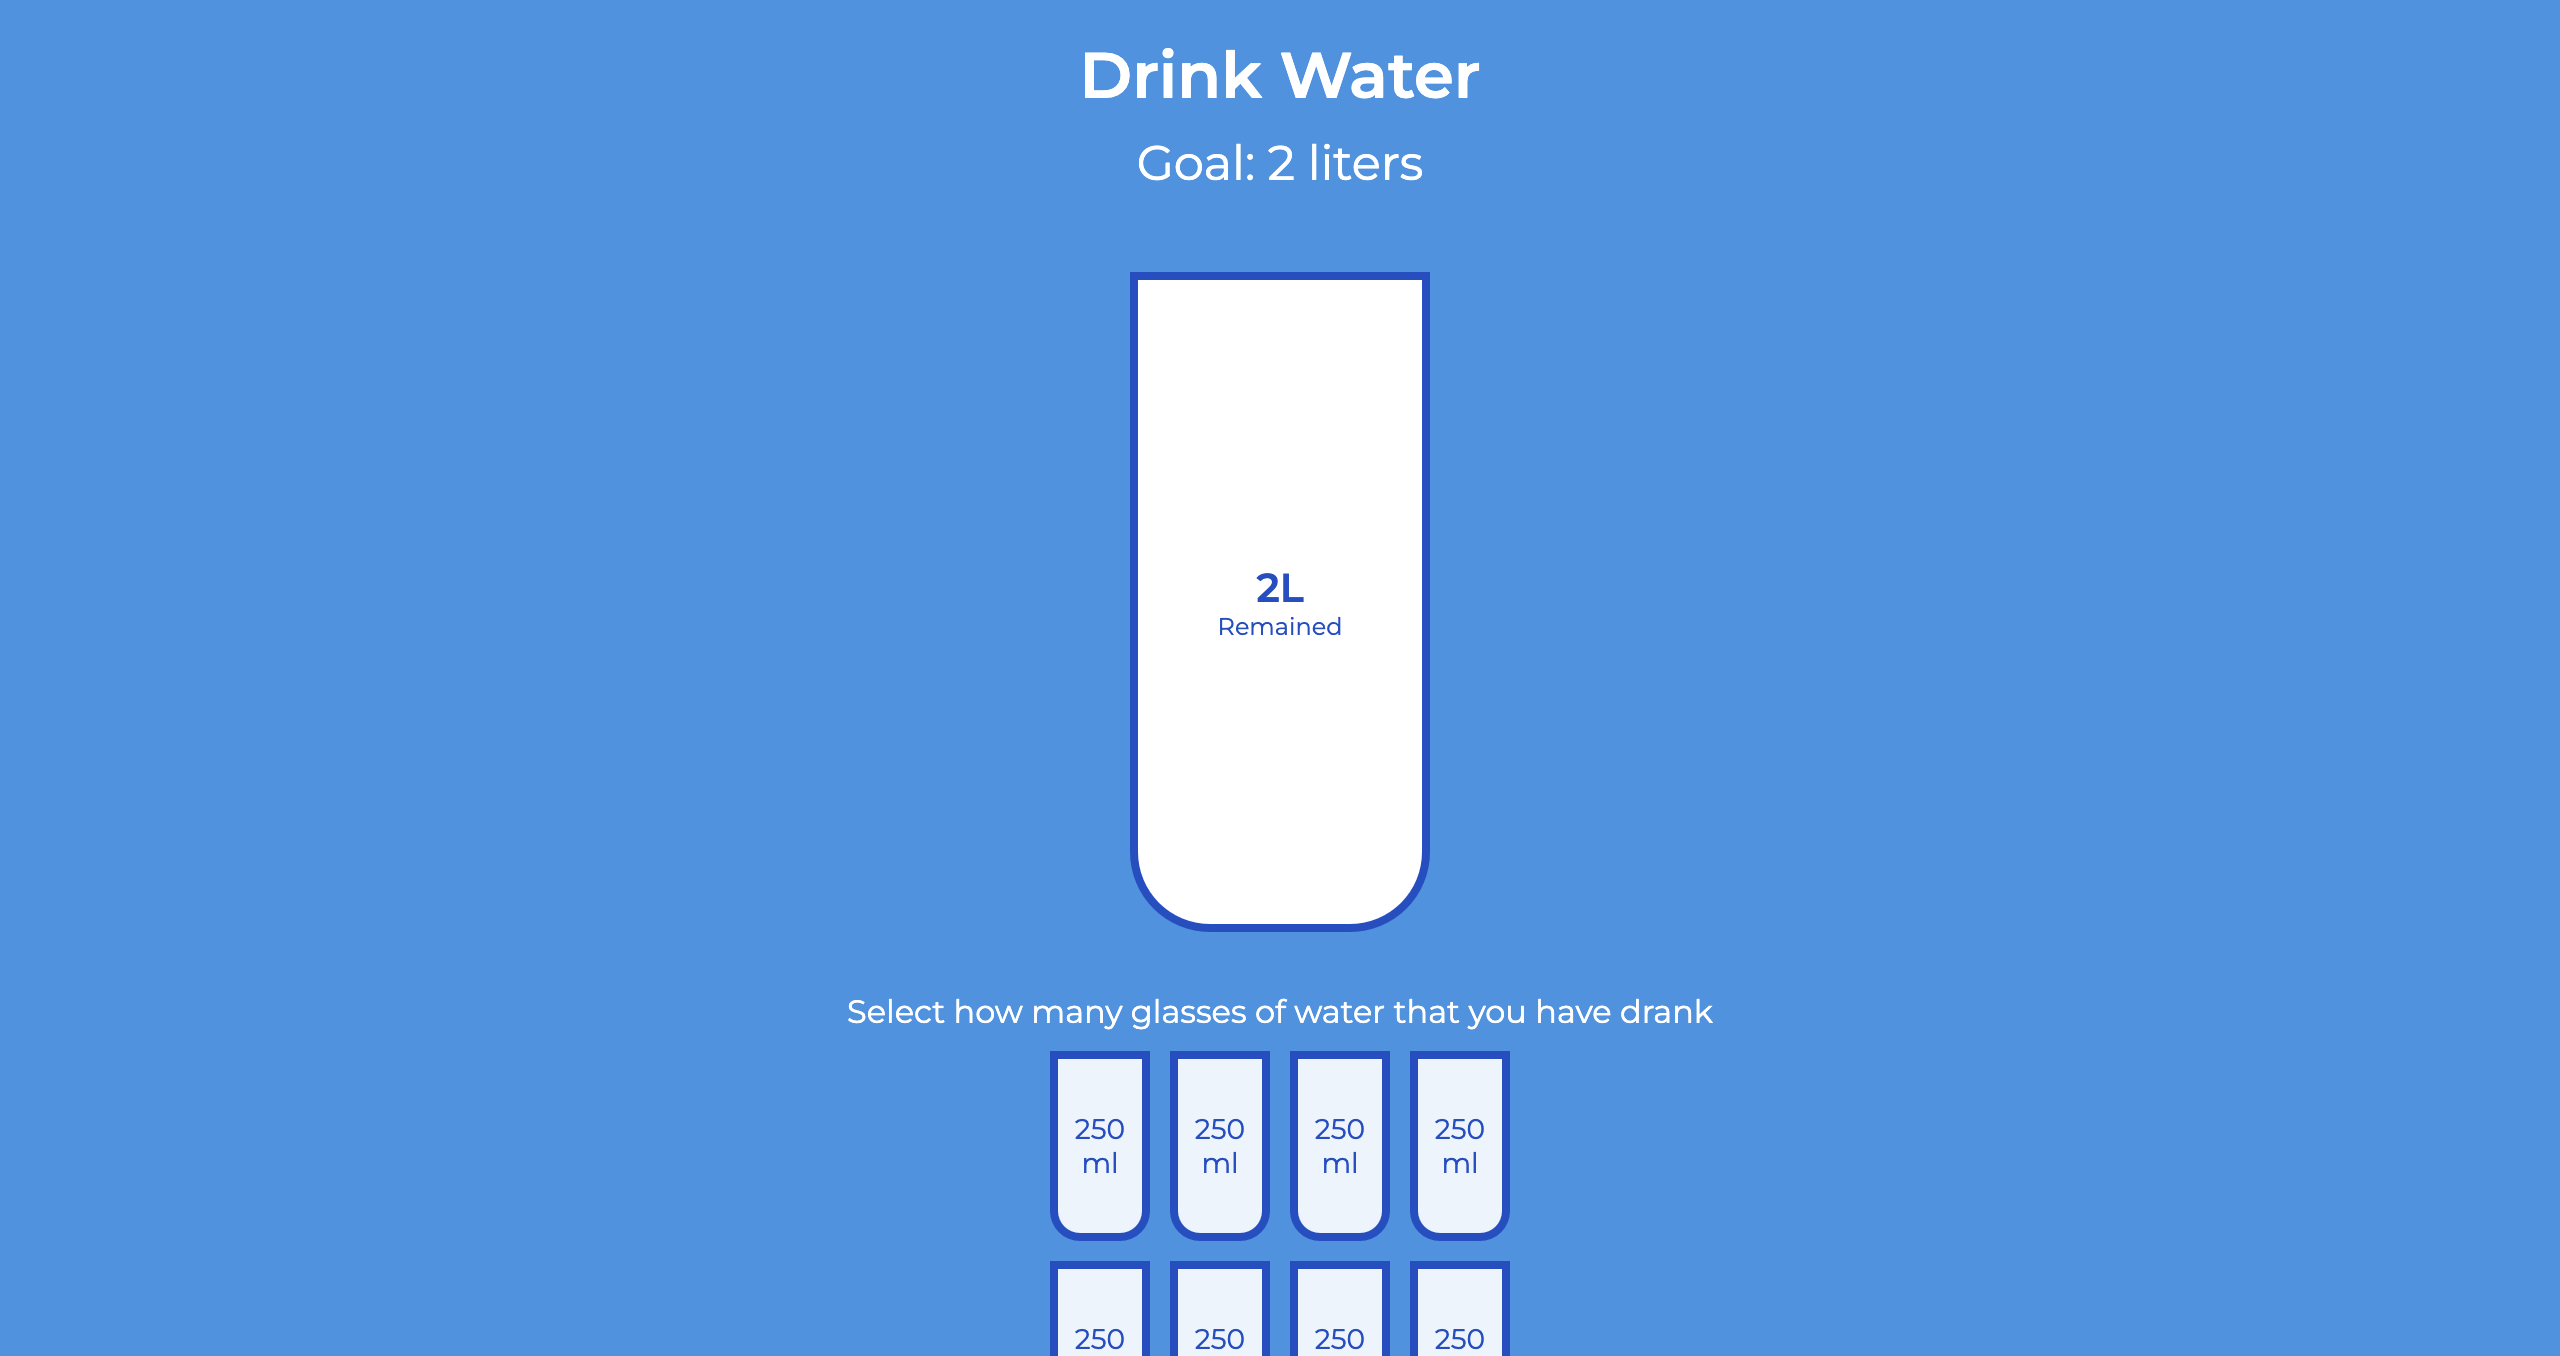 Drink Water
Goal: 2 liters
2L
Remained
Select how many glasses of water that you have drank
250 250 250 250
ml ml ml ml
250 250 250 250